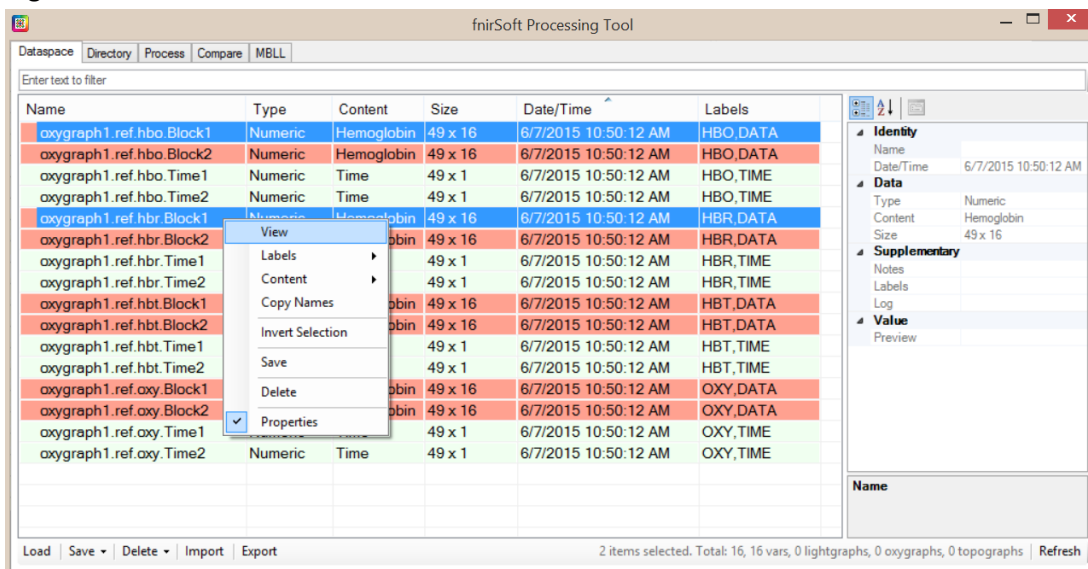 fnirSoft Processing Tool
Dataspace Directory Process Compare MBLL
Enter text to filter
Name Type Content Size Date/Time Labels
oxygraph1.ref.hbo.Block1 Numeric Hemoglobin 49 x 16 6/7/2015 10:50:12 AM HBO,DATA
oxygraph1.ref.hbo.Block2 Numeric Hemoglobin 49 x 16 6/7/2015 10:50:12 AM HBO,DATA
oxygraph1.ref.hbo.Time1 Numeric Time 49 x 1 6/7/2015 10:50:12 AM HBO,TIME
oxygraph1.ref.hbo.Time2 Numeric Time 49 x 1 6/7/2015 10:50:12 AM HBO,TIME
oxygraph1.ref.hbr.Block1 Numeric Hemoglobin 49 x 16 6/7/2015 10:50:12 AM HBR,DATA
oxygraph1.ref.hbr.Block2 obin 49 x 16 6/7/2015 10:50:12 AM HBR,DATA
oxygraph1.ref.hbr.Time1 49 x 1 6/7/2015 10:50:12 AM HBR,TIME
oxygraph1.ref.hbr.Time2 49 x 1 6/7/2015 10:50:12 AM HBR,TIME
oxygraph1.ref.hbt.Block1 obin 49 x 16 6/7/2015 10:50:12 AM HBT,DATA
oxygraph1.ref.hbt.Block2 obin 49 x 16 6/7/2015 10:50:12 AM HBT,DATA
oxygraph1.ref.hbt.Time1 49 x 1 6/7/2015 10:50:12 AM HBT,TIME
oxygraph1.ref.hbt.Time2 49 x 1 6/7/2015 10:50:12 AM HBT,TIME
oxygraph1.ref.oxy.Block1 obin 49 x 16 6/7/2015 10:50:12 AM OXY,DATA
oxygraph1.ref.oxy.Block2 obin 49 x 16 6/7/2015 10:50:12 AM OXY,DATA
oxygraph1.ref.oxy.Time1 49 x 1 6/7/2015 10:50:12 AM OXY,TIME
oxygraph1.ref.oxy.Time2 Numeric Time 49 x 1 6/7/2015 10:50:12 AM OXY,TIME
View
Labels
Content
Copy Names
Invert Selection
Save
Delete
Properties
Identity
Name
Date/Time 6/7/2015 10:50:12 AM
Data
Type Numeric
Content Hemoglobin
Size 49 x 16
Supplementary
Notes
Labels
Log
Value
Preview
Name
Load Save Delete Import Export 2 items selected. Total: 16, 16 vars, 0 lightgraphs, 0 oxygraphs, 0 topographs Refresh